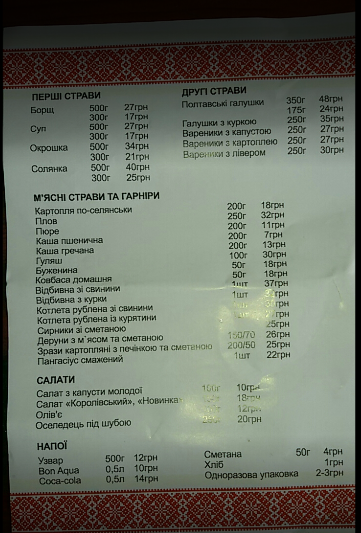 ПЕРШІ СТРАВИ
Борщ 500г 27грн
300г 17грн
Суп 500г 27грн
300г 17грн
Окрошка 500г 34грн
300г 21грн
Солянка 500г 40грн
300г 25грн
ДРУГІ СТРАВИ
Полтавські галушки 350г 48грн
175г 24грн
Галушки з куркою 250г 35грн
Вареники з капустою 250г 27грн
Вареники з картоплею 250г 27грн
Вареники з лівером 250г 30грн
М'ЯСНІ СТРАВИ ТА ГАРНІРИ
Картопля по-селянськи 200г 18грн
Плов 250г 32грн
Пюре 200г 11грн
Каша пшенична 200г 7грн
Каша гречана 200г 13грн
Гуляш 100г 30грн
Буженина 50г 18грн
Ковбаса домашня 50г 18грн
Відбивна зі свинини 1шт 37грн
Відбивна з курки 1шт
Котлета рублена зі свинини
Котлета рублена із курятини
Сирники зі сметаною 25грн
Деруни з м'ясом та сметаною 150/70 26грн
Зрази картопляні з печінкою та сметаною 200/50 25грн
Пангасіус смажений 1шт 22грн
САЛАТИ
Салат з капусти молодої 10грн
Салат «Королівський», «Новинка» 18грн
Олів'є 12грн
Оселедець під шубою 20грн
НАПОЇ
Узвар 500г 12грн
Bon Aqua 0,5л 10грн
Coca-cola 0,5л 14грн
Сметана 50г 4грн
Хліб 1грн
Одноразова упаковка 2-3грн